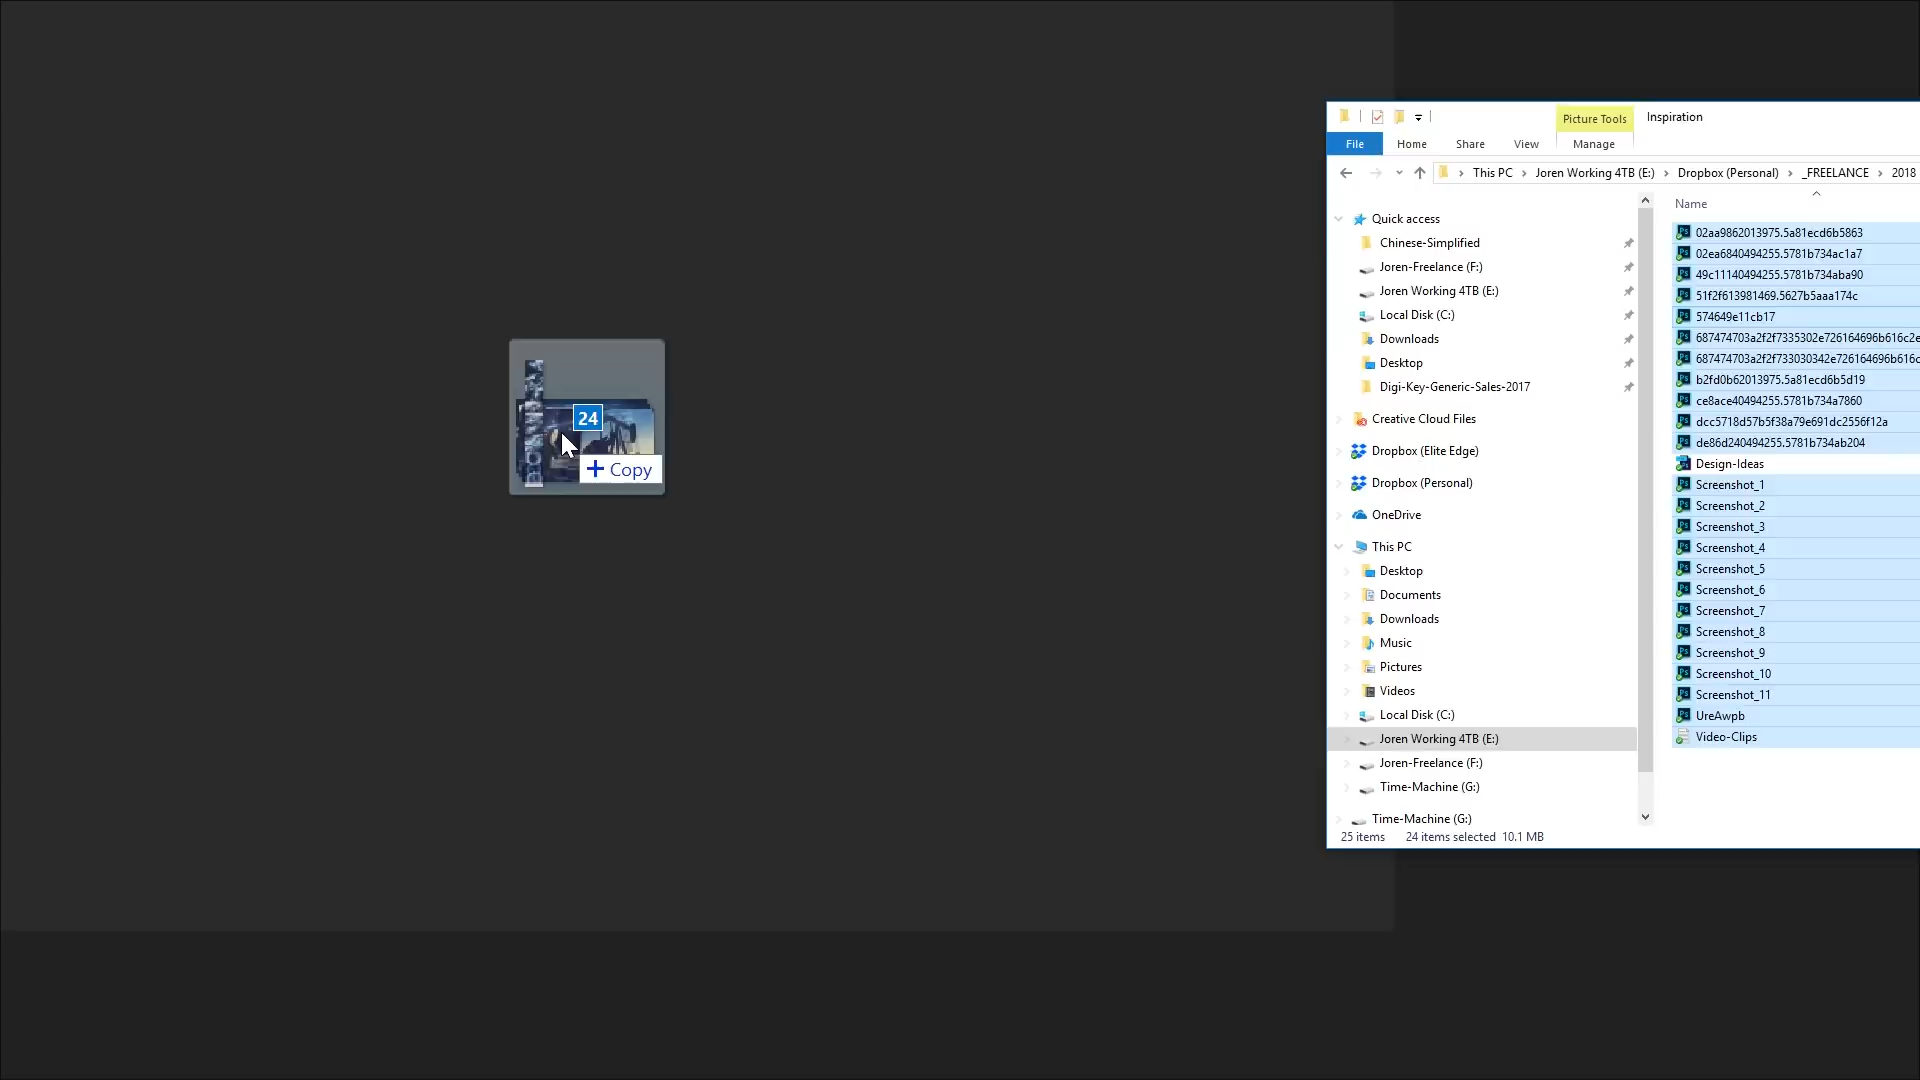 Picture Tools
Inspiration
File
Home
Share
View
Manage
This PC
Joren Working 4TB (E:)
Dropbox (Personal)
_FREELANCE
2018
Name
Quick access
Chinese-Simplified
Joren-Freelance (F:)
Joren Working 4TB (E:)
Local Disk (C:)
Downloads
Desktop
Digi-Key-Generic-Sales-2017
Creative Cloud Files
Dropbox (Elite Edge)
Dropbox (Personal)
OneDrive
This PC
Desktop
Documents
Downloads
Music
Pictures
Videos
Local Disk (C:)
Joren Working 4TB (E:)
Joren-Freelance (F:)
Time-Machine (G:)
Time-Machine (G:)
02aa9862013975.5a81ecd6b5863
02ea6840494255.5781b734ac1a7
49c11140494255.5781b734aba90
51f2f613981469.5627b5aaa174c
574649e11cb17
687474703a2f2f7335302e726164696b616c2e
687474703a2f2f733030342e726164696b616c
b2fd0b62013975.5a81ecd6b5d19
ce8ace40494255.5781b734a7860
dcc5718d57b5f38a79e691dc2556f12a
de86d240494255.5781b734ab204
Design-Ideas
Screenshot_1
Screenshot_2
Screenshot_3
Screenshot_4
Screenshot_5
Screenshot_6
Screenshot_7
Screenshot_8
Screenshot_9
Screenshot_10
Screenshot_11
UreAwpb
Video-Clips
25 items
24 items selected 10.1 MB
24
+ Copy